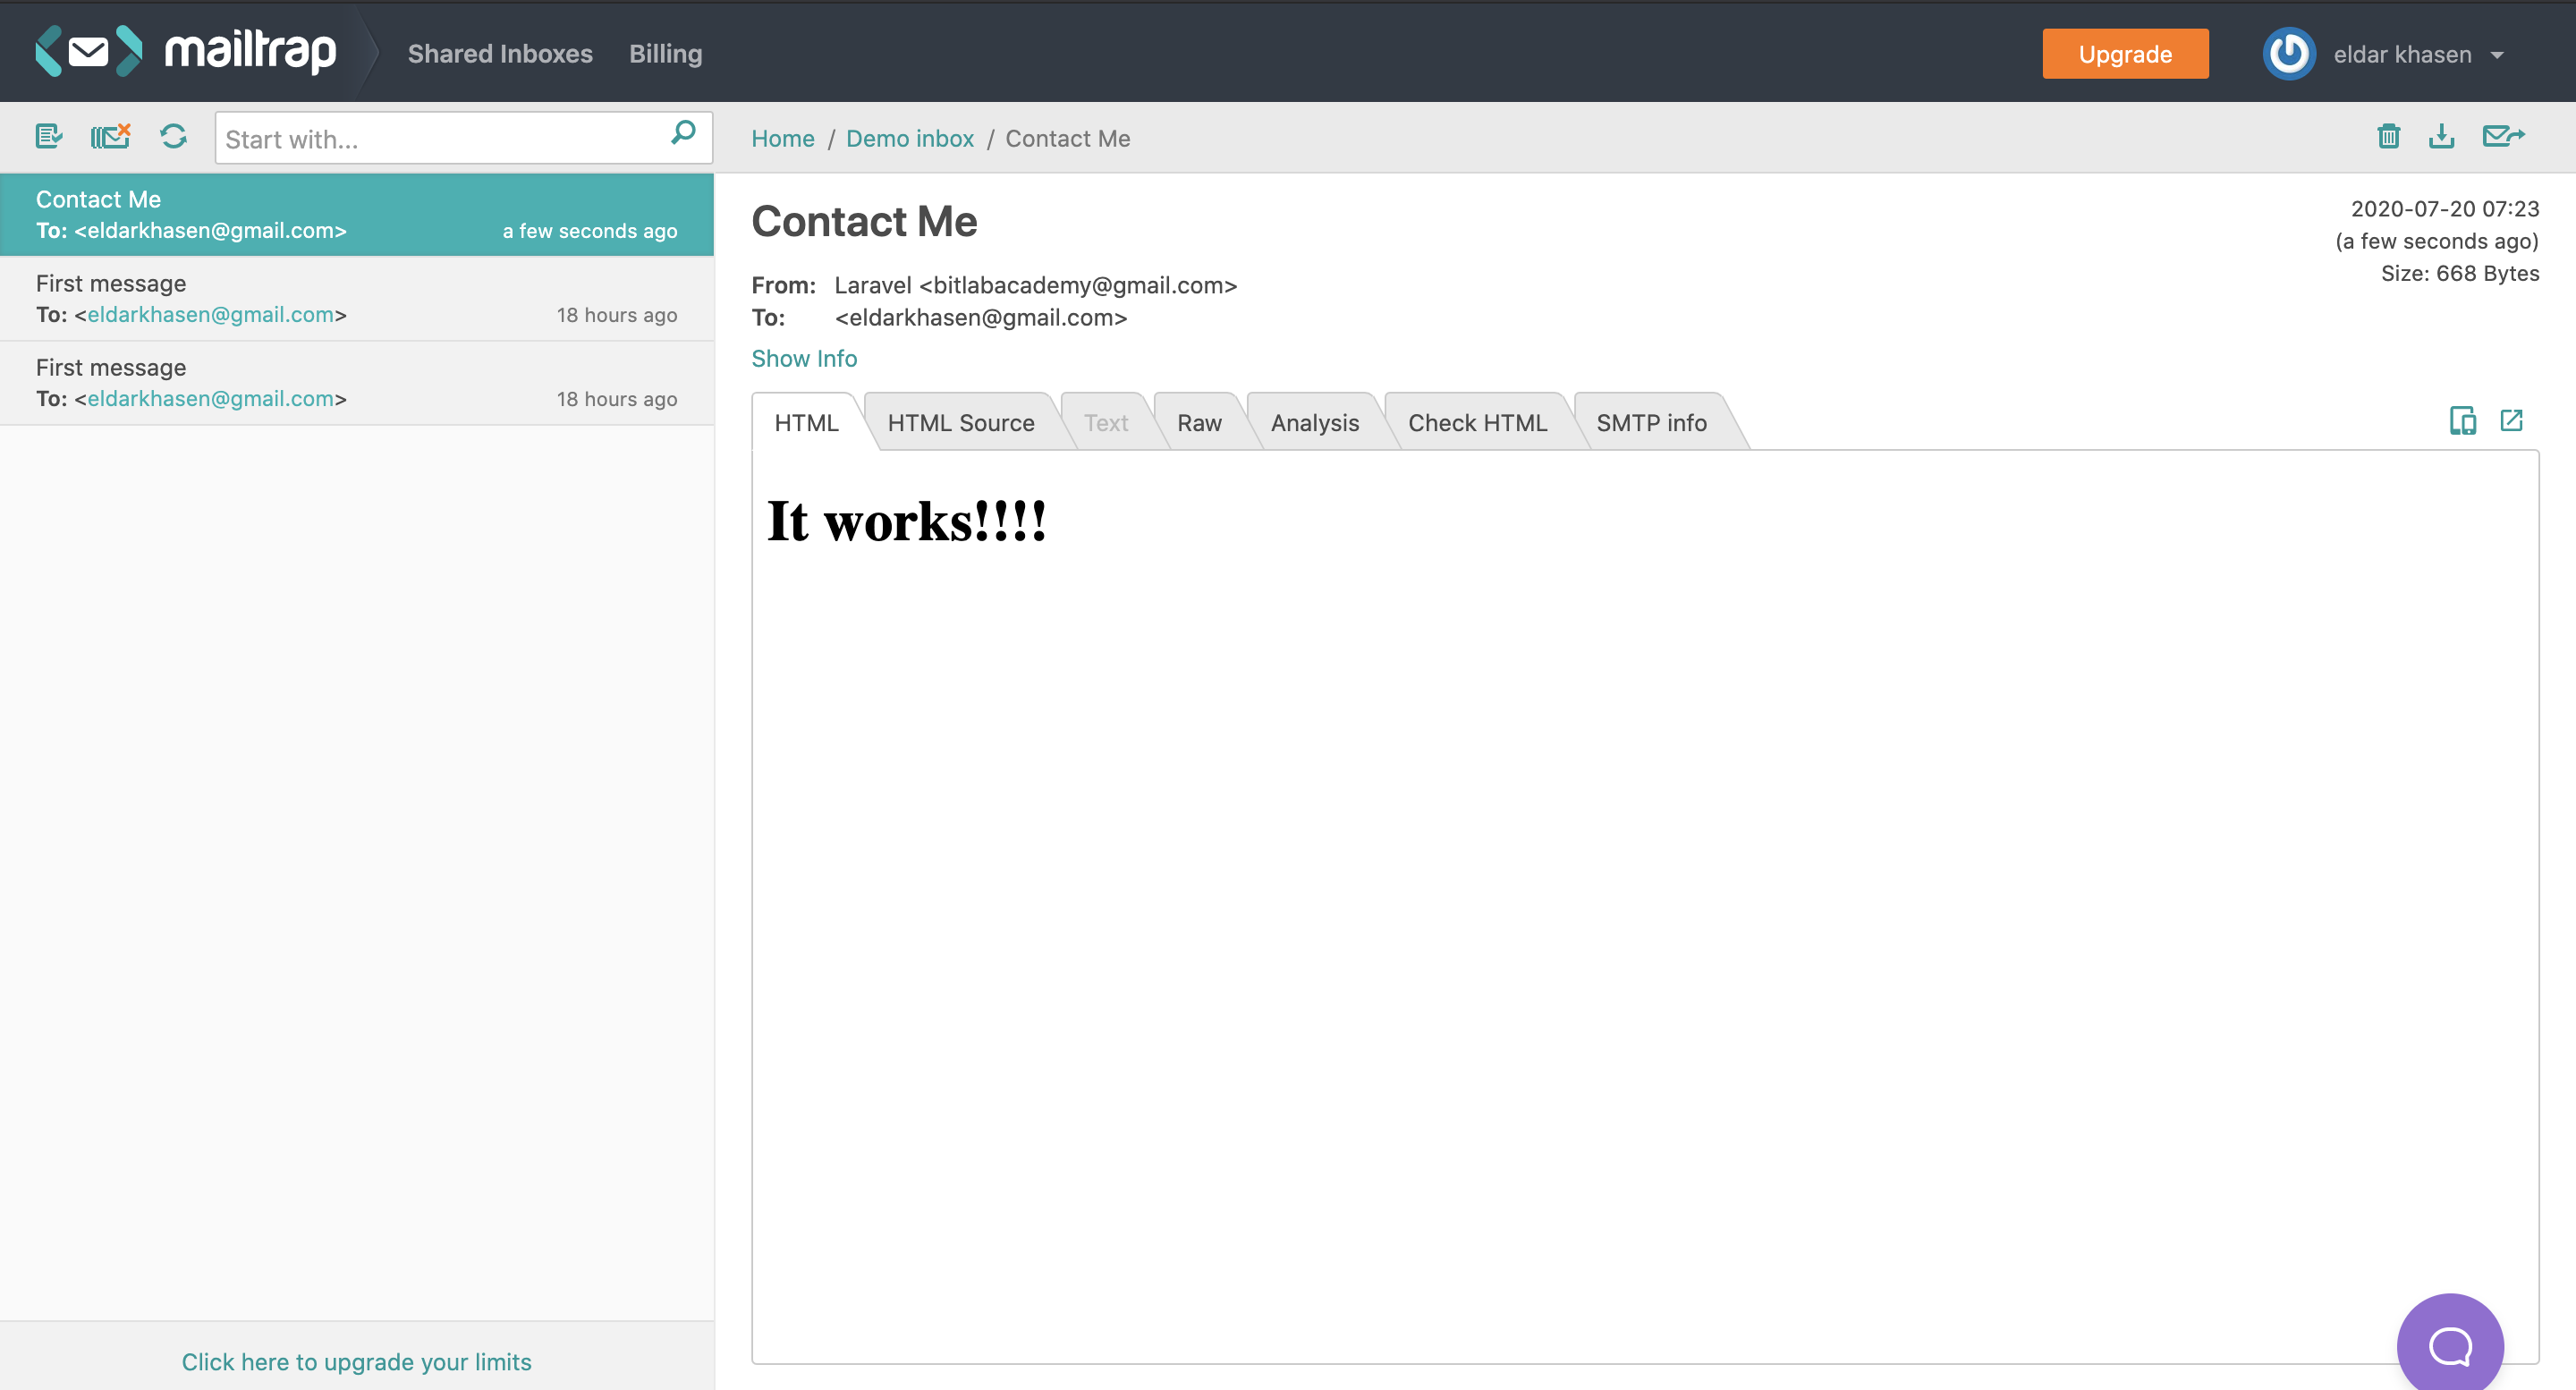 mailtrap Shared Inboxes Billing Upgrade eldar khasen
Start with...
Home / Demo inbox / Contact Me
Contact Me
To: <eldarkhasen@gmail.com> a few seconds ago
First message
To: <eldarkhasen@gmail.com> 18 hours ago
First message
To: <eldarkhasen@gmail.com> 18 hours ago
Click here to upgrade your limits
Contact Me
2020-07-20 07:23
(a few seconds ago)
Size: 668 Bytes
From: Laravel <bitlabacademy@gmail.com>
To: <eldarkhasen@gmail.com>
Show Info
HTML HTML Source Text Raw Analysis Check HTML SMTP info
It works!!!!